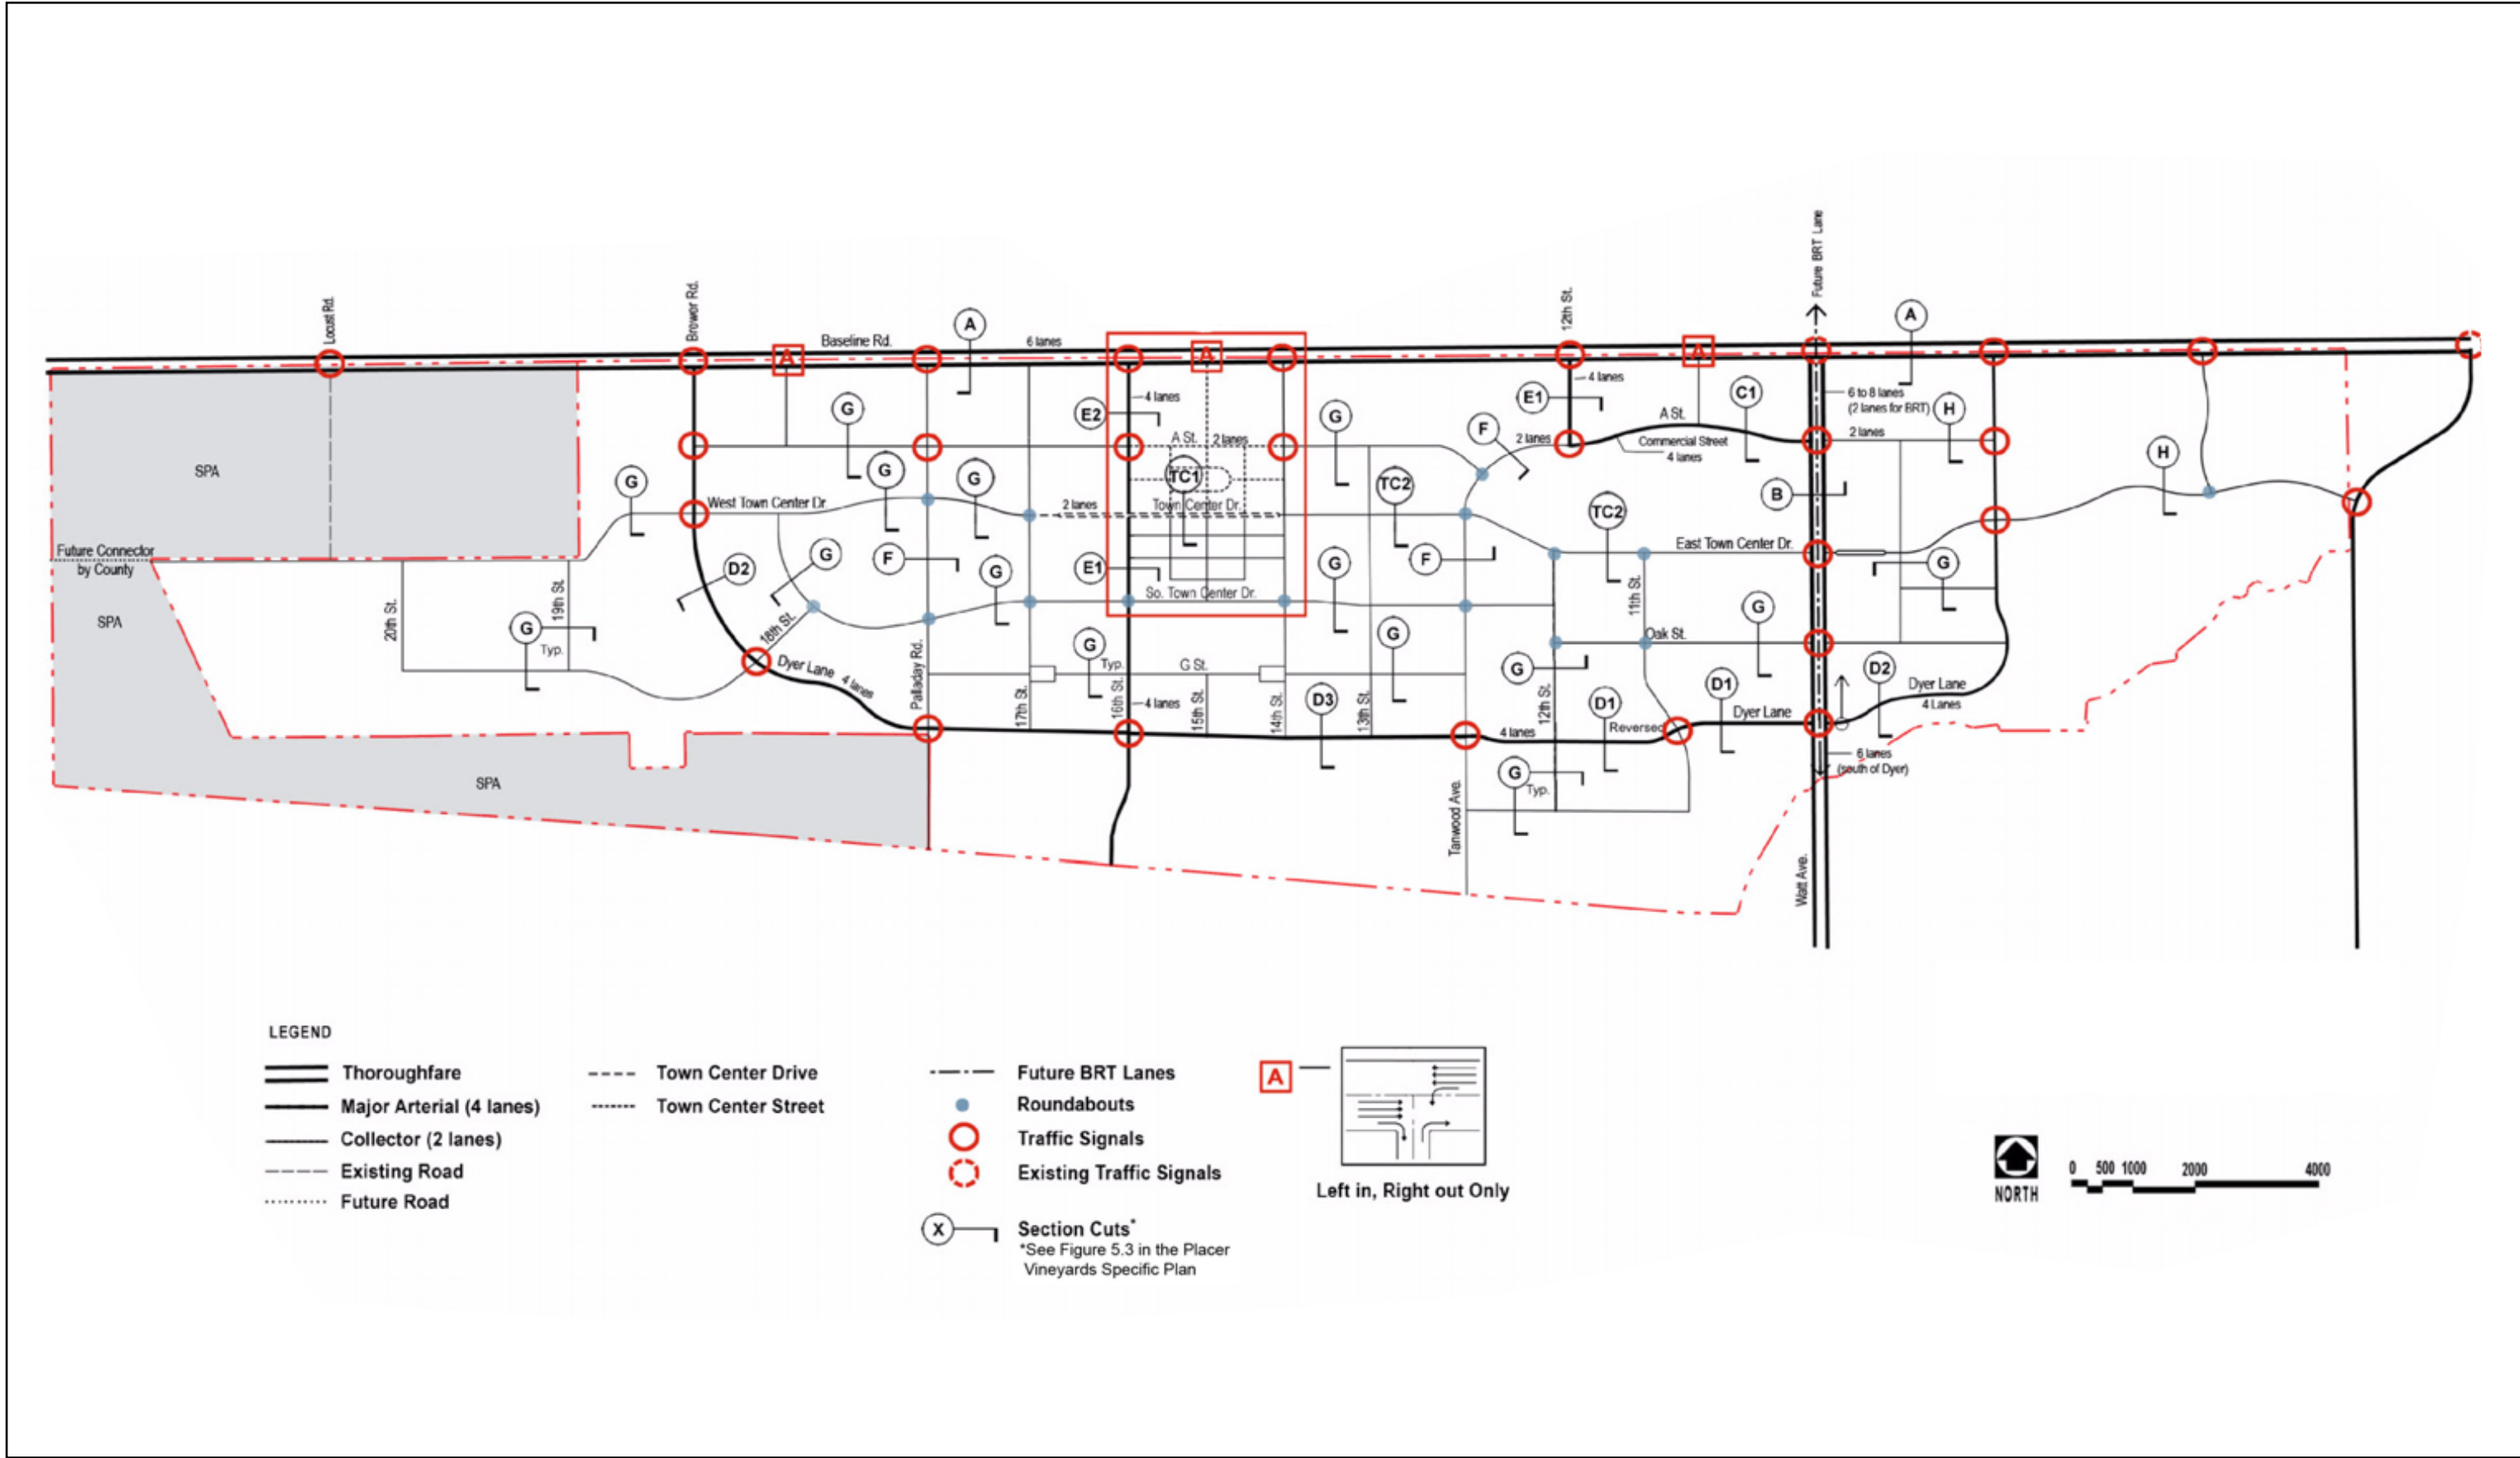 Future BRT Lane
Locust Rd.
Brewer Rd.
12th St.
A
A
Baseline Rd.
6 lanes
A
A
A
4 lanes
4 lanes
E1
C1
6 to 8 lanes
(2 lanes for BRT)
H
G
E2
G
F
A St.
A St.
2 lanes
2 lanes
Commercial Street
4 lanes
2 lanes
H
SPA
G
G
G
TC1
TC2
B
West Town Center Dr.
2 lanes
Town Center Dr.
TC2
East Town Center Dr.
Future Connector
by County
D2
G
F
G
E1
G
F
G
20th St.
19th St.
11th St.
So. Town Center Dr.
G
SPA
G
Typ.
18th St.
G
Typ.
G
Oak St.
G St.
G
D2
Dyer Lane
4 lanes
Palladay Rd.
17th St.
16th St.
4 lanes
15th St.
14th St.
D3
13th St.
12th St.
D1
D1
Dyer Lane
4 Lanes
4 lanes
Reversed
Dyer Lane
6 lanes
(south of Dyer)
SPA
G
Typ.
Tanwood Ave.
Watt Ave.
LEGEND
Thoroughfare
Major Arterial (4 lanes)
Collector (2 lanes)
Existing Road
Future Road
Town Center Drive
Town Center Street
Future BRT Lanes
Roundabouts
Traffic Signals
Existing Traffic Signals
X
Section Cuts*
*See Figure 5.3 in the Placer
Vineyards Specific Plan
A
Left in, Right out Only
NORTH
0 500 1000 2000 4000